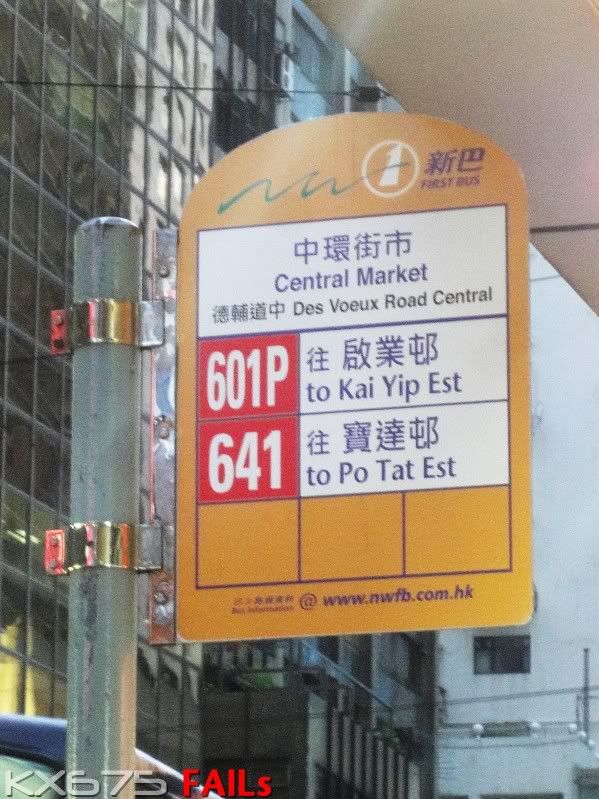 新巴
FIRST BUS
中環街市
Central Market
德輔道中 Des Voeux Road Central
601P
往 啟業邨
to Kai Yip Est
641
往 寶達邨
to Po Tat Est
Bus Information @ www.nwfb.com.hk
KX675 FAILs